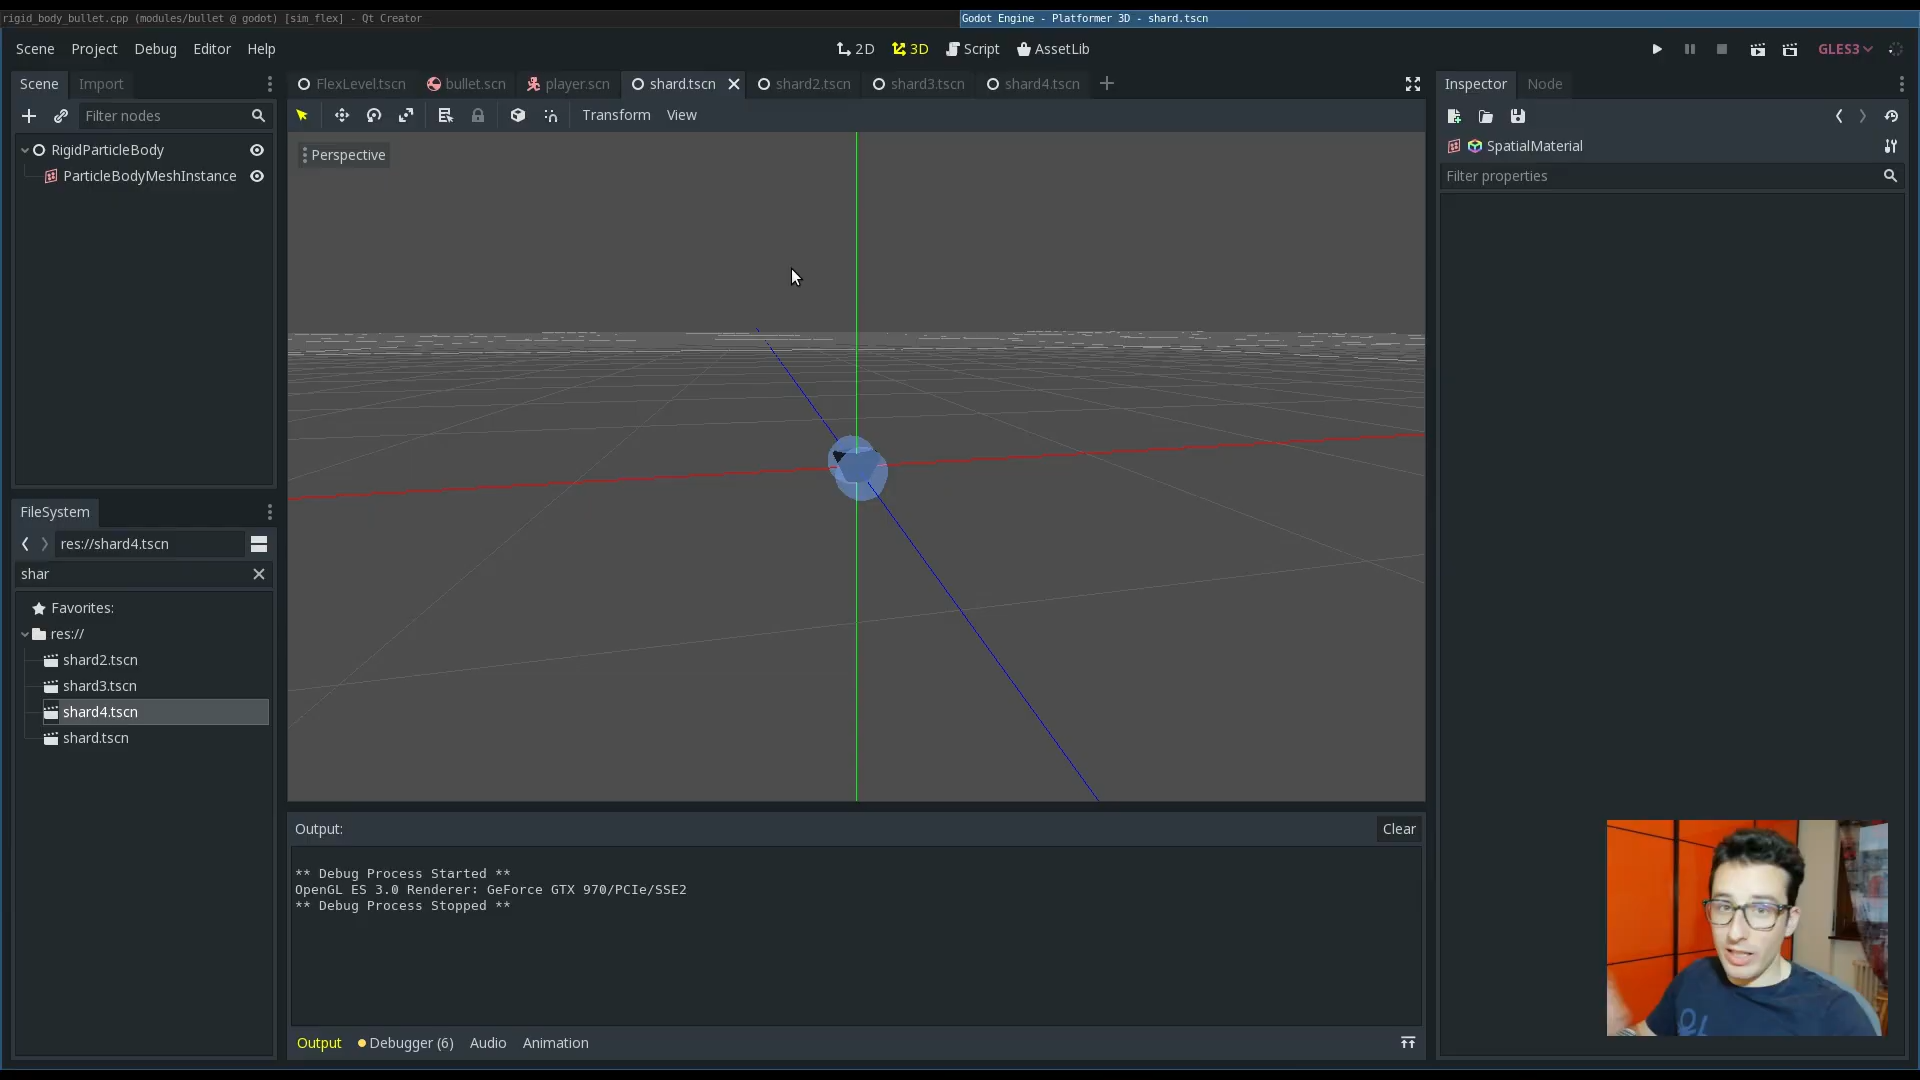 rigid_body_bullet.cpp (modules/bullet @ godot) [sim_flex] - Qt Creator
Godot Engine - Platformer 3D - shard.tscn
Scene Project Debug Editor Help
2D 3D Script AssetLib
GLES3
Scene Import
FlexLevel.tscn bullet.scn player.scn shard.tscn shard2.tscn shard3.tscn shard4.tscn
Inspector Node
Filter nodes
Transform View
RigidParticleBody
ParticleBodyMeshInstance
Perspective
SpatialMaterial
Filter properties
FileSystem
res://shard4.tscn
shar
Favorites:
res://
shard2.tscn
shard3.tscn
shard4.tscn
shard.tscn
Output:
Clear
** Debug Process Started **
OpenGL ES 3.0 Renderer: GeForce GTX 970/PCIe/SSE2
** Debug Process Stopped **
Output Debugger (6) Audio Animation